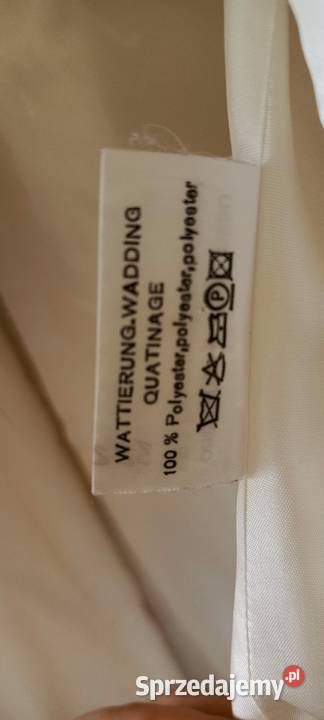 WATTIERUNG-WADDING
QUATINAGE
100 % Polyester,polyester,polyester
P
Sprzedajemy.pl